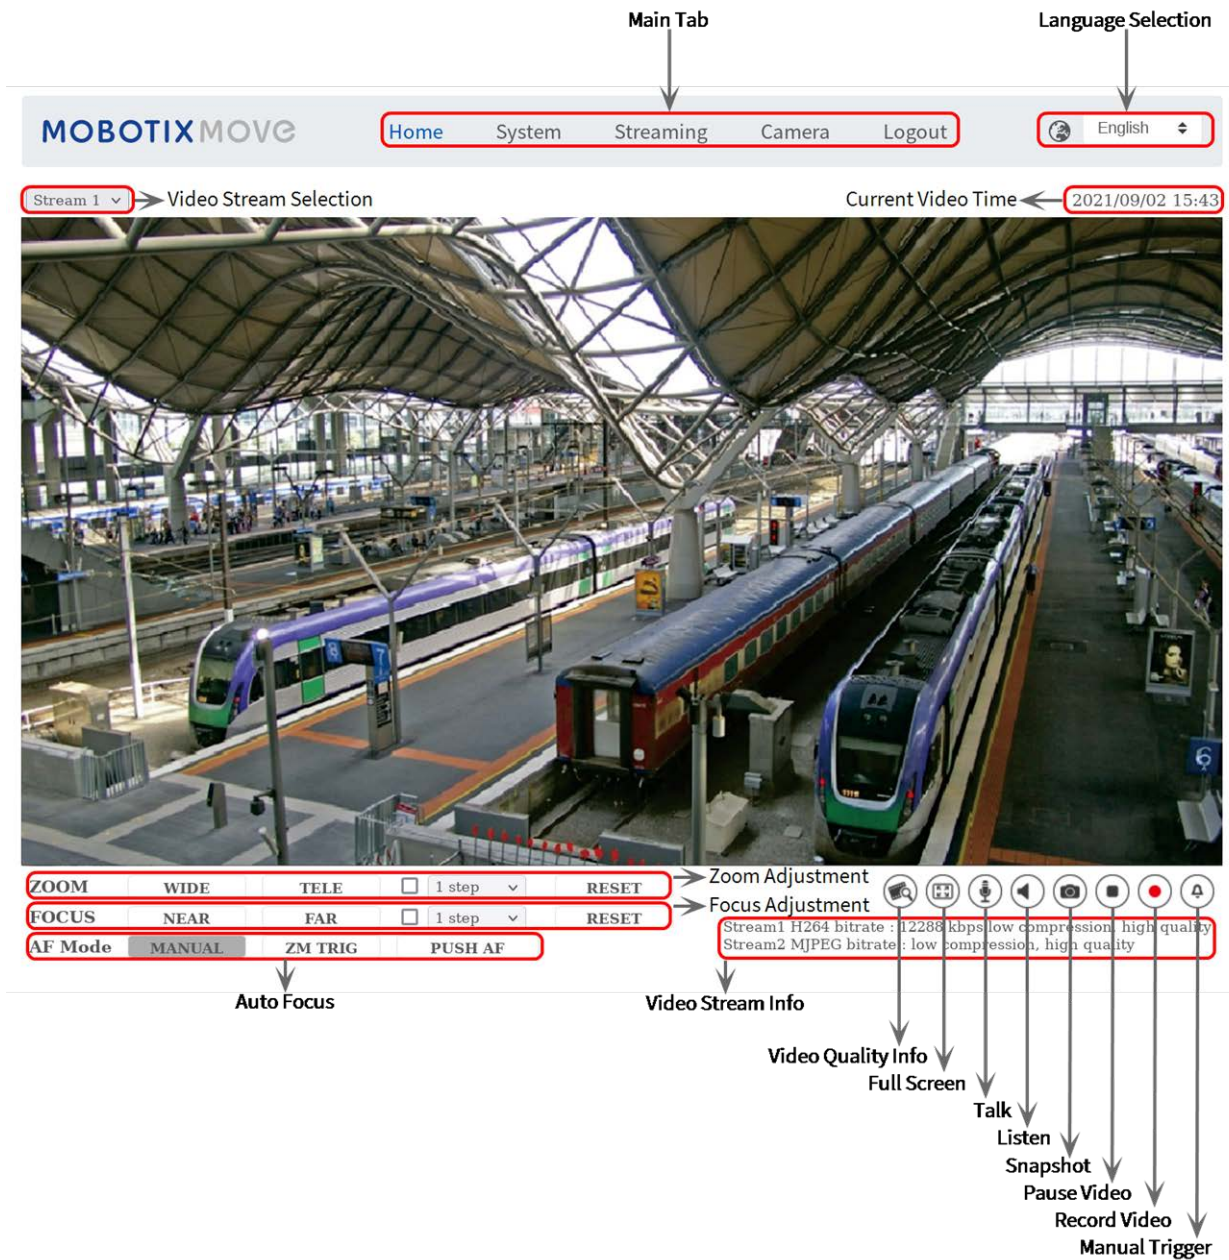 Main Tab
Language Selection
MOBOTIX MOVE
Home System Streaming Camera Logout
English
Stream 1
Video Stream Selection
Current Video Time
2021/09/02 15:43
8
7
1116
6
ZOOM WIDE TELE 1 step RESET
Zoom Adjustment
FOCUS NEAR FAR 1 step RESET
Focus Adjustment
AF Mode MANUAL ZM TRIG PUSH AF
Stream1 H264 bitrate : 12288 kbps low compression, high quality
Stream2 MJPEG bitrate : low compression, high quality
Auto Focus
Video Stream Info
Video Quality Info
Full Screen
Talk
Listen
Snapshot
Pause Video
Record Video
Manual Trigger